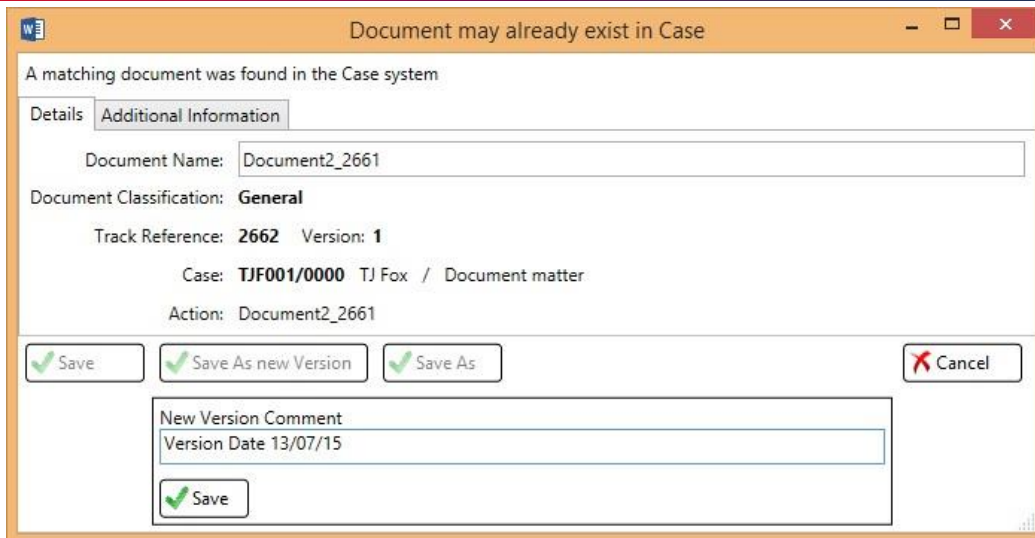 Document may already exist in Case
A matching document was found in the Case system
Details Additional Information
Document Name: Document2_2661
Document Classification: General
Track Reference: 2662 Version: 1
Case: TJF001/0000 TJ Fox / Document matter
Action: Document2_2661
Save Save As new Version Save As Cancel
New Version Comment
Version Date 13/07/15
Save